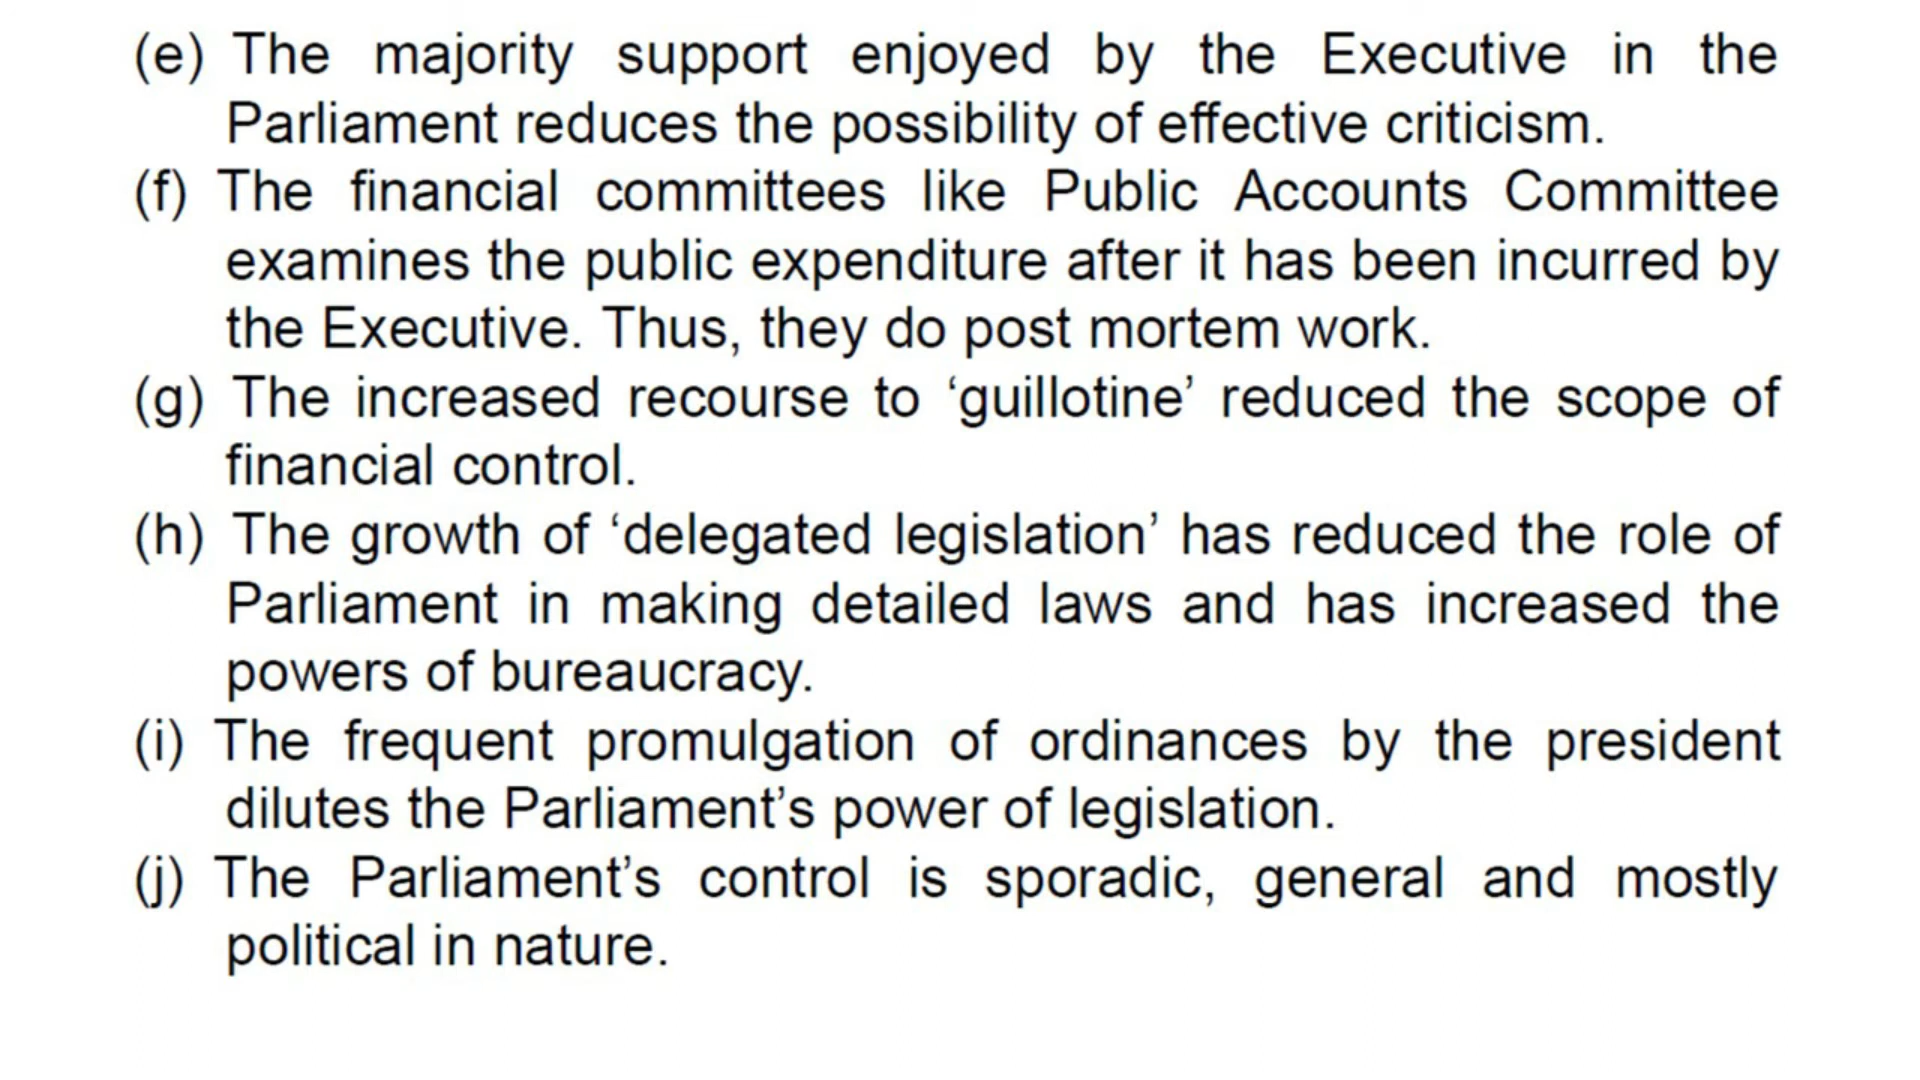 (e) The majority support enjoyed by the Executive in the
Parliament reduces the possibility of effective criticism.
(f) The financial committees like Public Accounts Committee
examines the public expenditure after it has been incurred by
the Executive. Thus, they do post mortem work.
(g) The increased recourse to ‘guillotine’ reduced the scope of
financial control.
(h) The growth of ‘delegated legislation’ has reduced the role of
Parliament in making detailed laws and has increased the
powers of bureaucracy.
(i) The frequent promulgation of ordinances by the president
dilutes the Parliament’s power of legislation.
(j) The Parliament’s control is sporadic, general and mostly
political in nature.